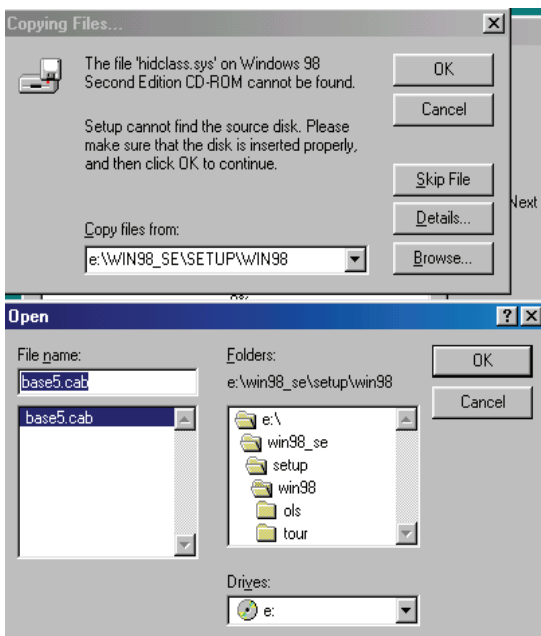 Copying Files...
The file 'hidclass.sys' on Windows 98
Second Edition CD-ROM cannot be found.
Setup cannot find the source disk. Please
make sure that the disk is inserted properly,
and then click OK to continue.
Copy files from:
e:\WIN98_SE\SETUP\WIN98
OK
Cancel
Skip File
Details...
Browse...
Next
Open
File name:
base5.cab
base5.cab
Folders:
e:\win98_se\setup\win98
e:\
win98_se
setup
win98
ols
tour
Drives:
e:
OK
Cancel